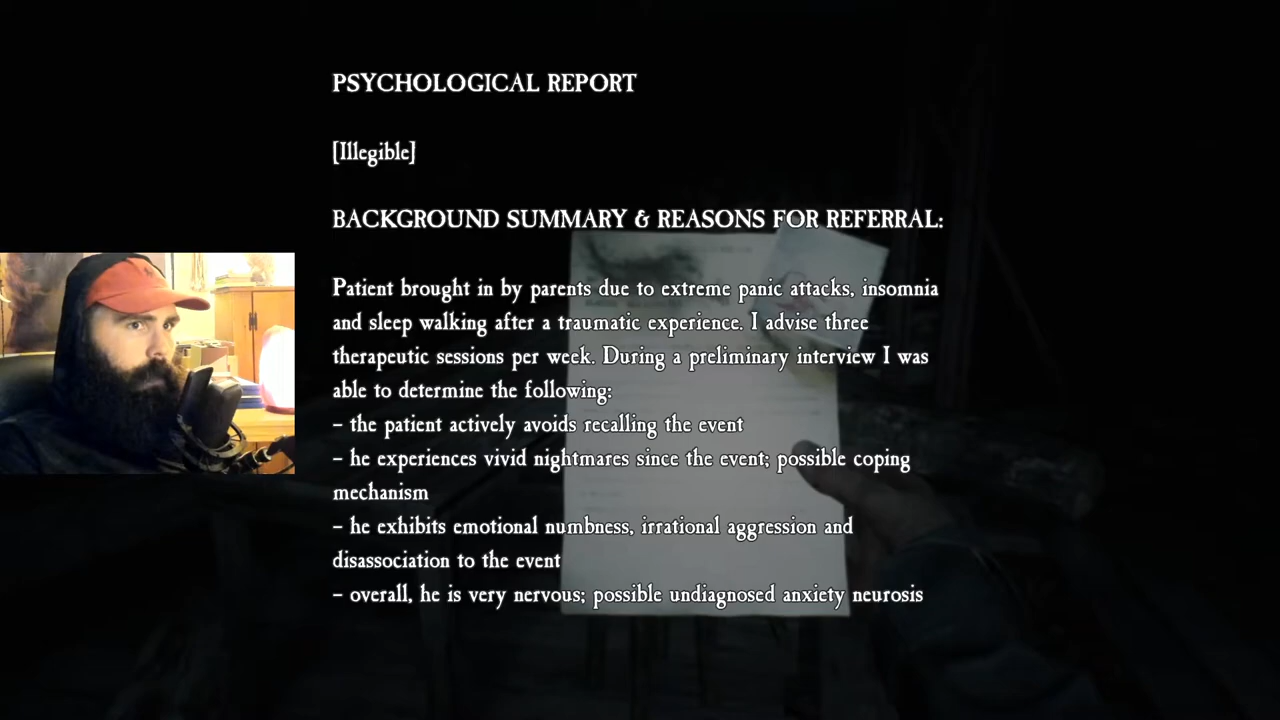 PSYCHOLOGICAL REPORT
[Illegible]
BACKGROUND SUMMARY & REASONS FOR REFERRAL:
Patient brought in by parents due to extreme panic attacks, insomnia
and sleep walking after a traumatic experience. I advise three
therapeutic sessions per week. During a preliminary interview I was
able to determine the following:
– the patient actively avoids recalling the event
– he experiences vivid nightmares since the event; possible coping
mechanism
– he exhibits emotional numbness, irrational aggression and
disassociation to the event
– overall, he is very nervous; possible undiagnosed anxiety neurosis